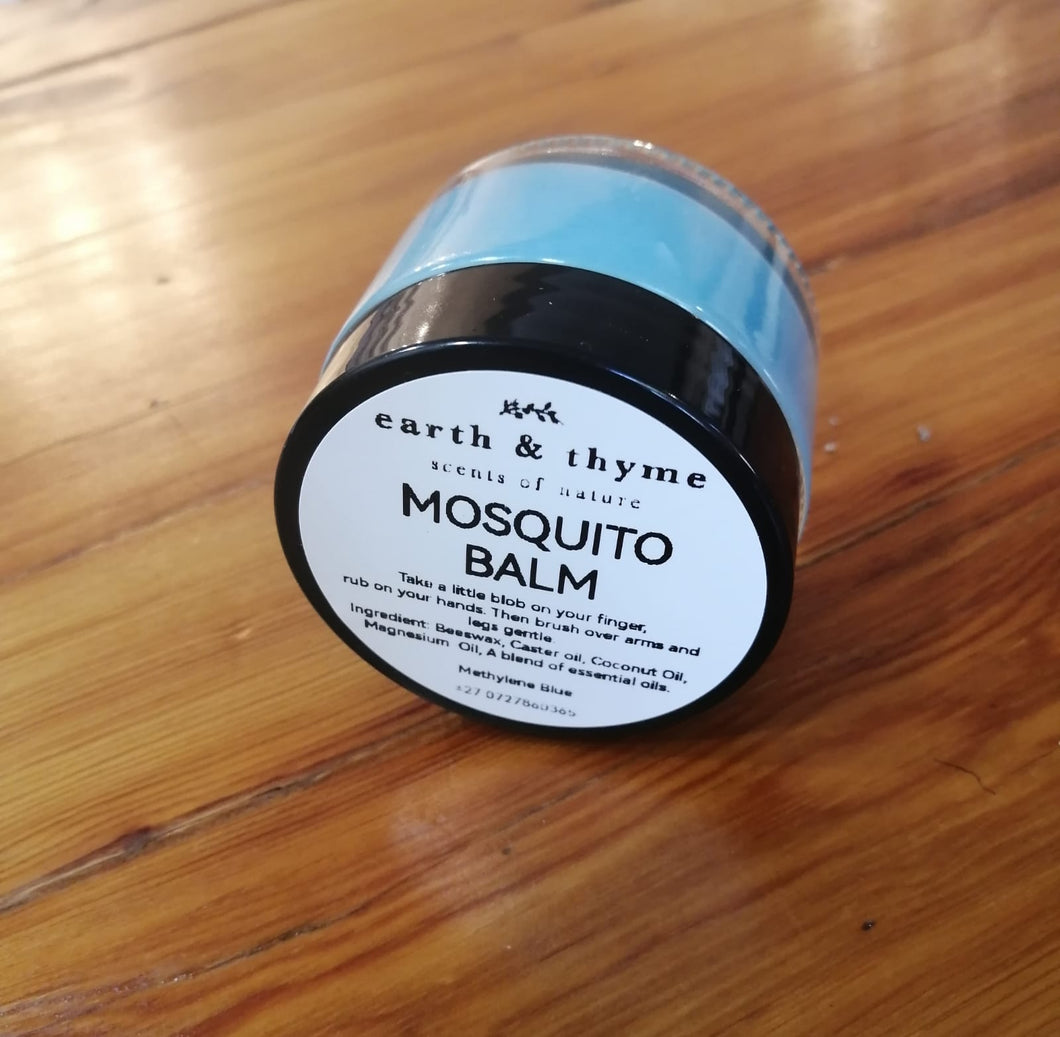 earth & thyme
scents of nature
MOSQUITO
BALM
Take a little blob on your finger,
rub on your hands. Then brush over arms and
legs gentle.
Ingredient: Beeswax, Caster oil, Coconut Oil,
Magnesium Oil, A blend of essential oils.
Methylene Blue
+27